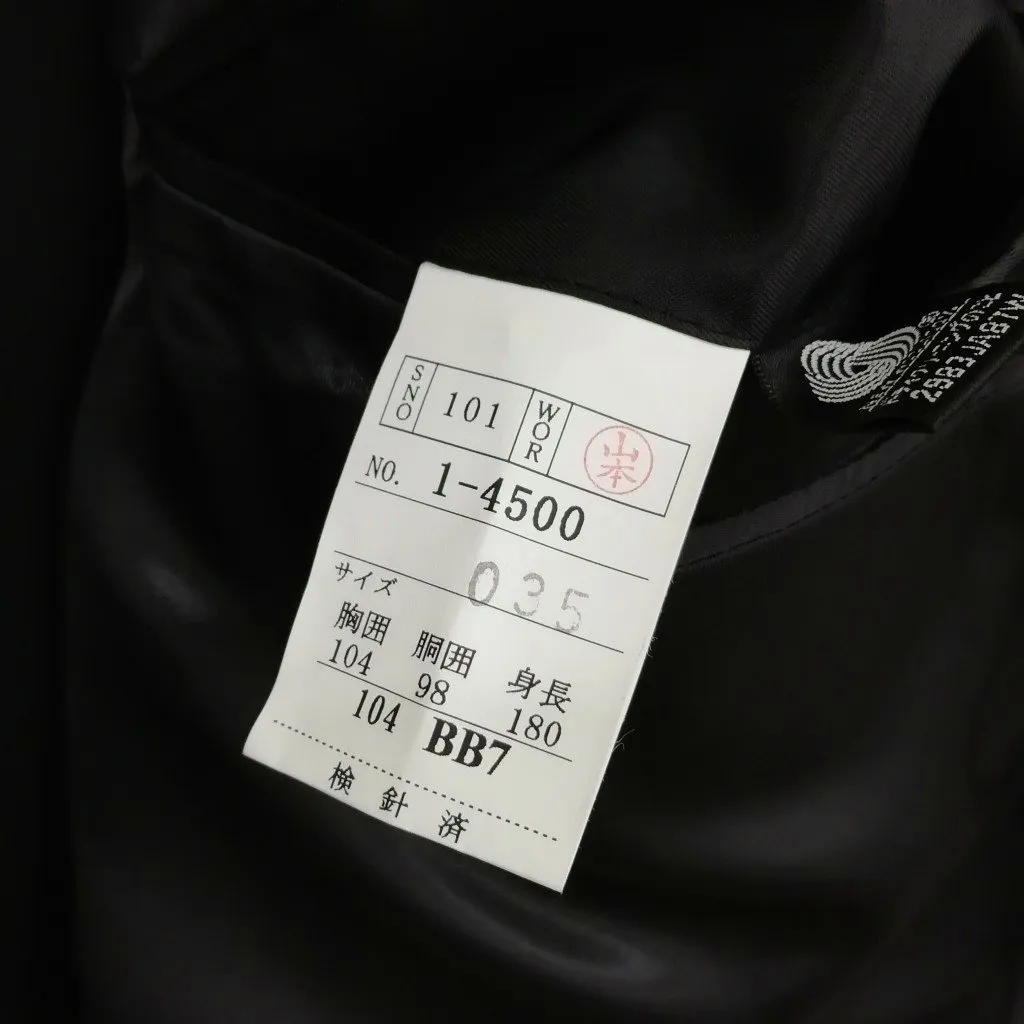 SNO 101 WOR 山本
NO. 1-4500
035
サイズ
胸囲 胴囲 身長
104 98 180
104 BB7
検針済